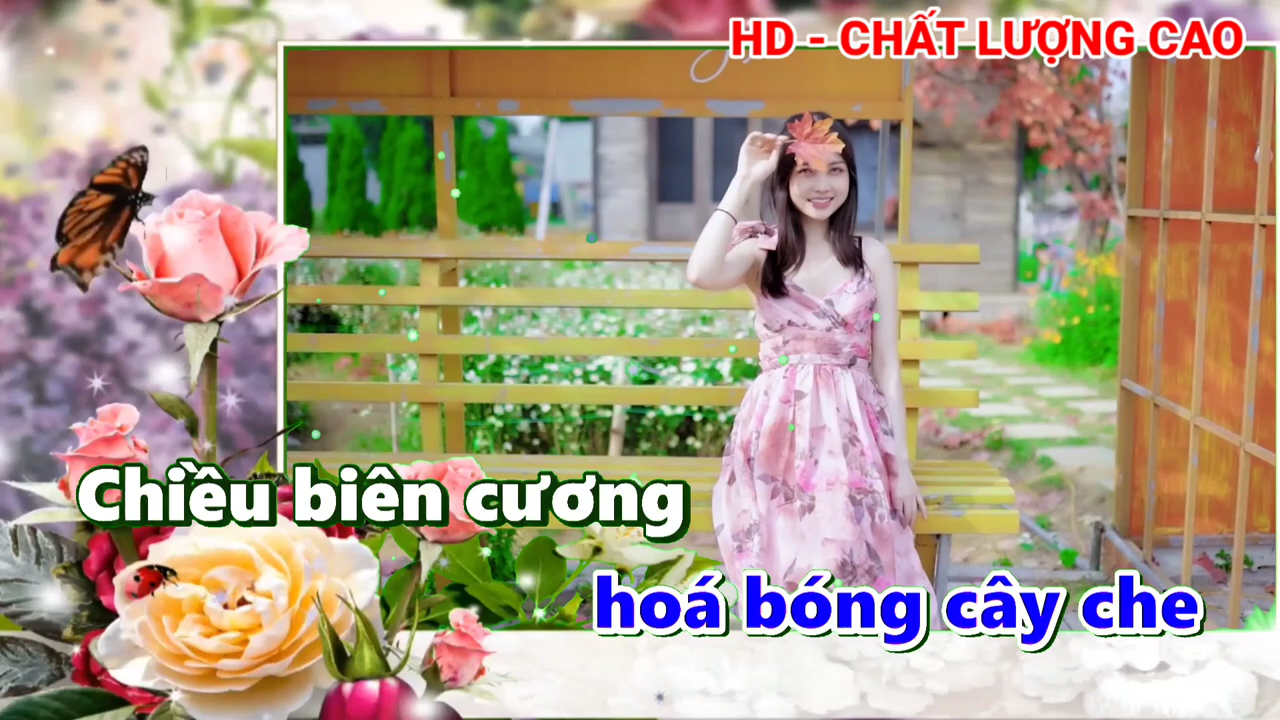 HD - CHẤT LƯỢNG CAO
Chiều biên cương
hoá bóng cây che